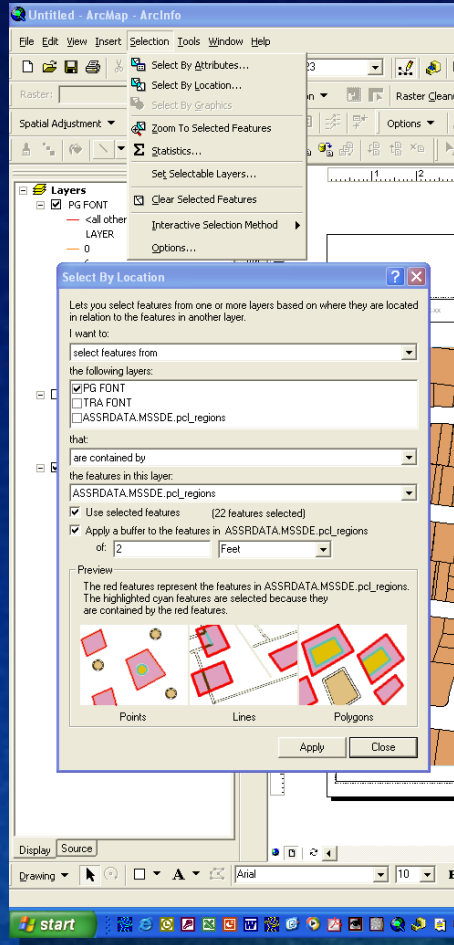 Untitled - ArcMap - ArcInfo
File Edit View Insert Selection Tools Window Help
Select By Attributes...
Select By Location...
Select By Graphics
Zoom To Selected Features
Statistics...
Set Selectable Layers...
Clear Selected Features
Interactive Selection Method
Options...
Raster:
Raster Clean
Spatial Adjustment
Options
1 2
Layers
PG FONT
<all other
LAYER
0
Select By Location
Lets you select features from one or more layers based on where they are located
in relation to the features in another layer.
I want to:
select features from
the following layers:
PG FONT
TRA FONT
ASSRDATA.MSSDE.pcl_regions
that:
are contained by
the features in this layer:
ASSRDATA.MSSDE.pcl_regions
Use selected features (22 features selected)
Apply a buffer to the features in ASSRDATA.MSSDE.pcl_regions
of: 2 Feet
Preview
The red features represent the features in ASSRDATA.MSSDE.pcl_regions.
The highlighted cyan features are selected because they
are contained by the red features.
Points Lines Polygons
Apply Close
Display Source
Drawing A Arial 10
start